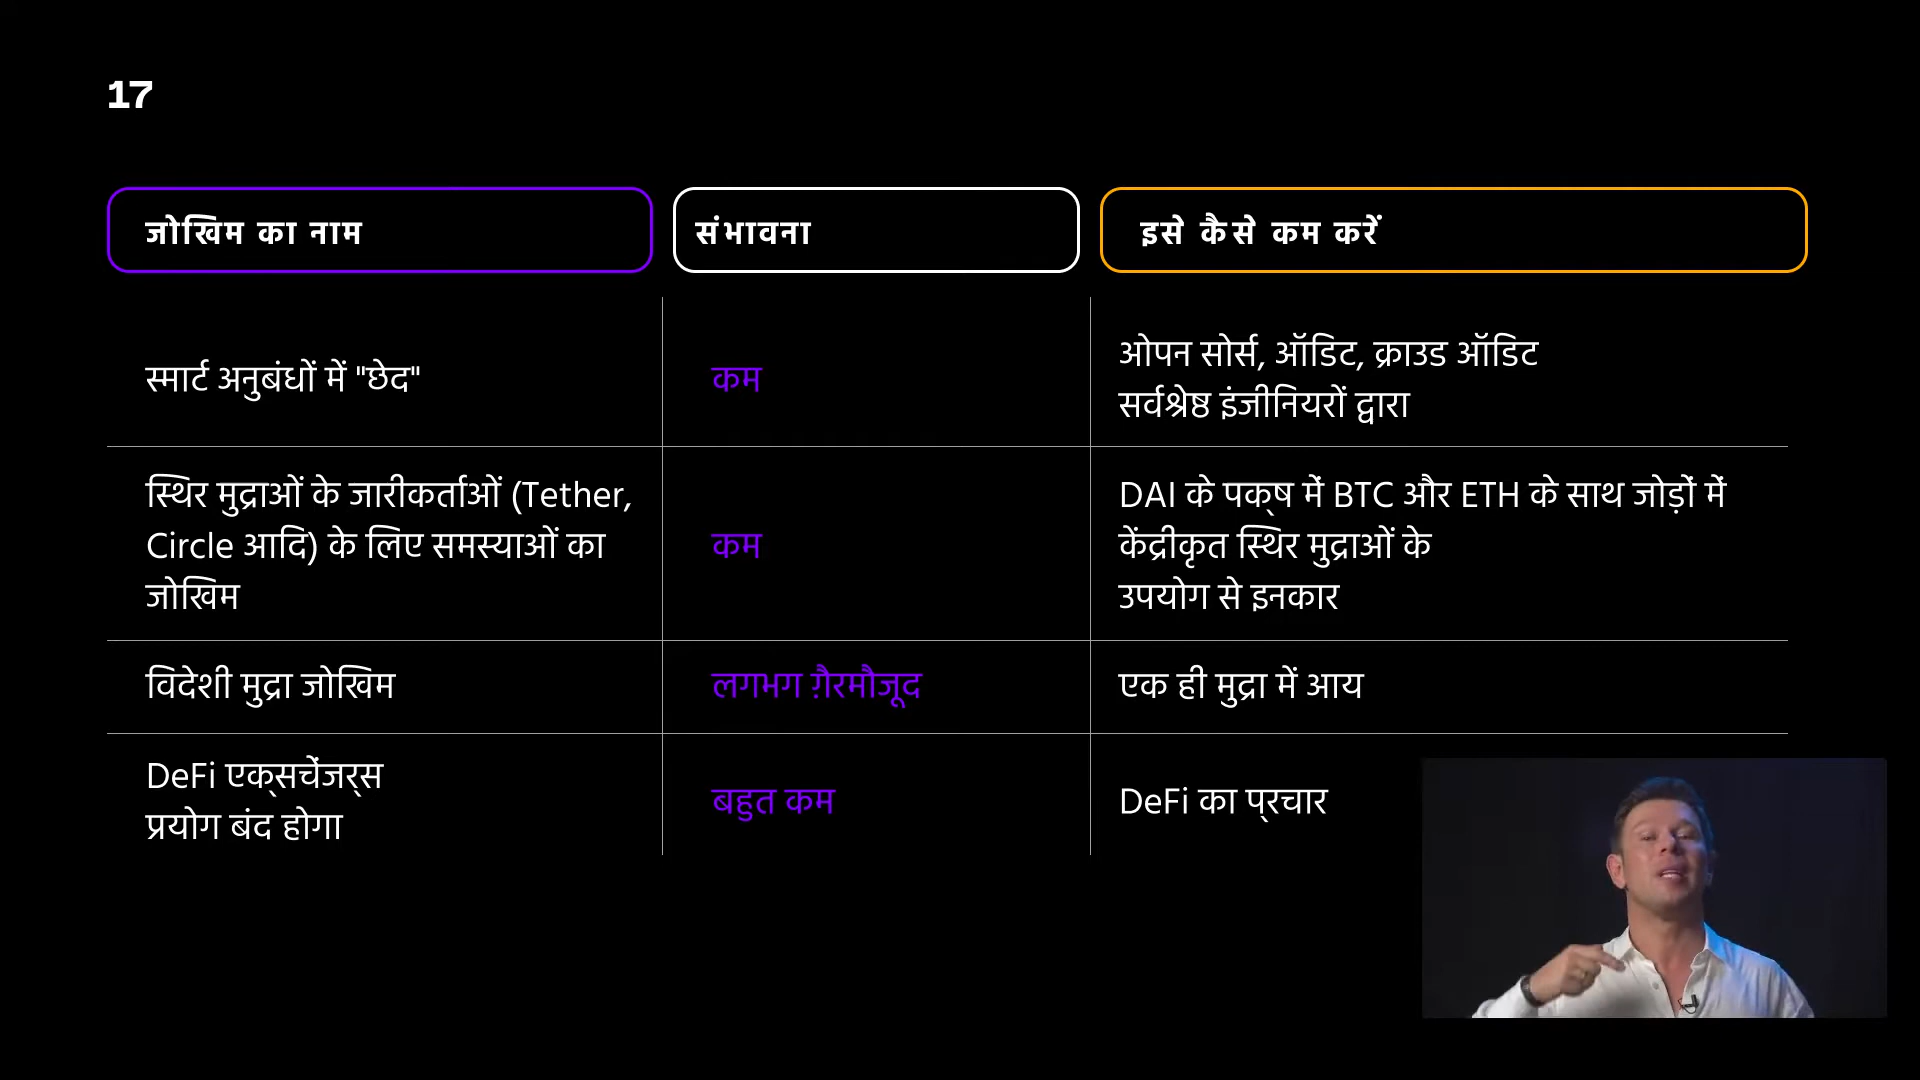 17
जोखिम का नाम
संभावना
इसे कैसे कम करें
स्मार्ट अनुबंधों में "छेद"
कम
ओपन सोर्स, ऑडिट, क्राउड ऑडिट
सर्वश्रेष्ठ इंजीनियरों द्वारा
स्थिर मुद्राओं के जारीकर्ताओं (Tether,
Circle आदि) के लिए समस्याओं का
जोखिम
कम
DAI के पक्ष में BTC और ETH के साथ जोड़ों में
केंद्रीकृत स्थिर मुद्राओं के
उपयोग से इनकार
विदेशी मुद्रा जोखिम
लगभग ग़ैरमौजूद
एक ही मुद्रा में आय
DeFi एक्सचेंजर्स
प्रयोग बंद होगा
बहुत कम
DeFi का प्रचार